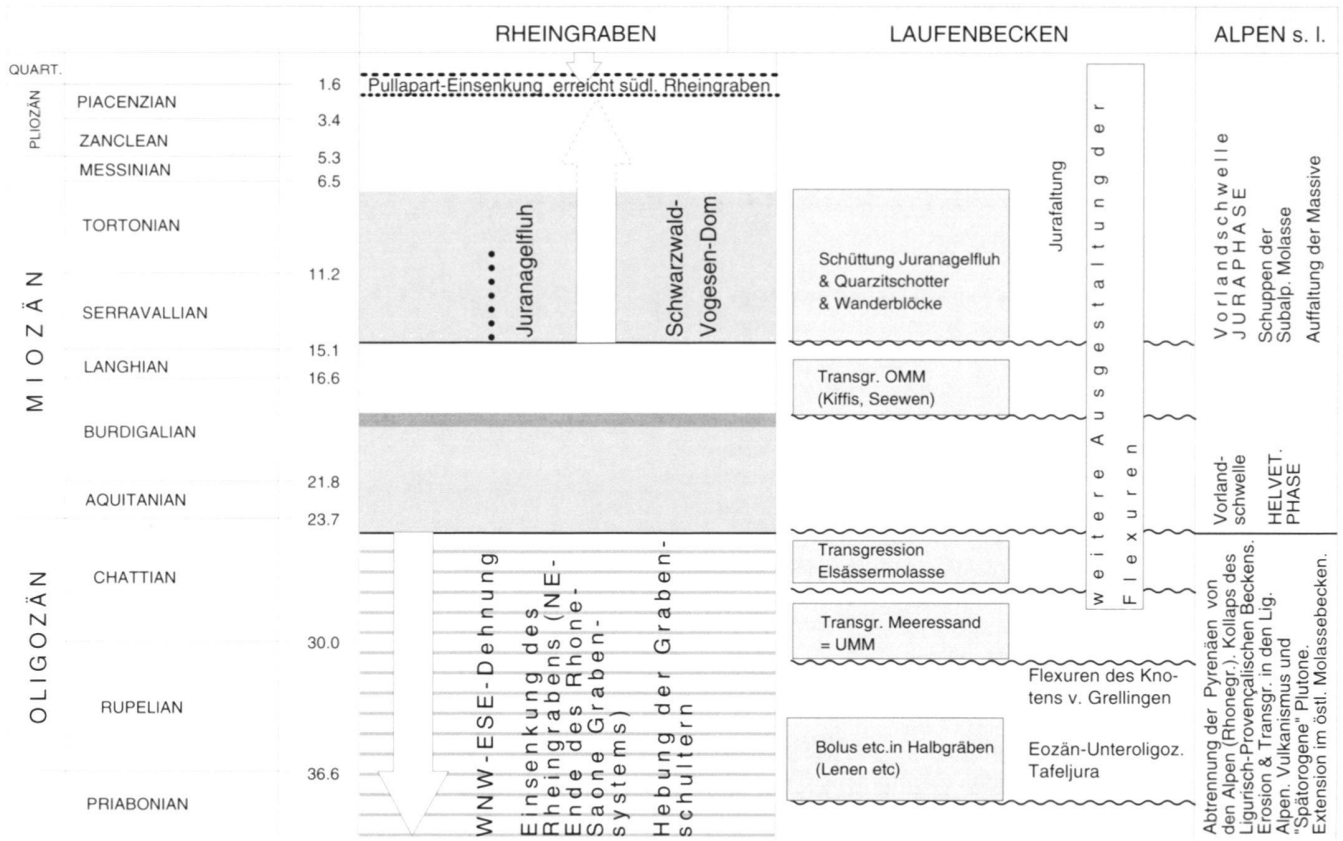 RHEINGRABEN
LAUFENBECKEN
ALPEN s. l.
QUART.
PLIOZÄN
MIOZÄN
OLIGOZÄN
PIACENZIAN
ZANCLEAN
MESSINIAN
TORTONIAN
SERRAVALLIAN
LANGHIAN
BURDIGALIAN
AQUITANIAN
CHATTIAN
RUPELIAN
PRIABONIAN
1.6
3.4
5.3
6.5
11.2
15.1
16.6
21.8
23.7
30.0
36.6
Pullapart-Einsenkung erreicht südl. Rheingraben
Juranagelfluh
Schwarzwald-
Vogesen-Dom
WNW-ESE-Dehnung
Einsenkung des
Rheingrabens (NE-
Ende des Rhone-
Saone Graben-
systems)
Hebung der Graben-
schultern
Schüttung Juranagelfluh
& Quarzitschotter
& Wanderblöcke
Transgr. OMM
(Kiffis, Seewen)
Transgression
Elsässermolasse
Transgr. Meeressand
= UMM
Bolus etc.in Halbgräben
(Lenen etc)
Jurafaltung
weitere Ausgestaltung der
Flexuren
Flexuren des Kno-
tens v. Grellingen
Eozän-Unteroligoz.
Tafeljura
Vorlandschwelle
JURAPHASE
Schuppen der
Subalp. Molasse
Auffaltung der Massive
Vorland-
schwelle
HELVET.
PHASE
Abtrennung der Pyrenäen von
den Alpen (Rhonegr.). Kollaps des
Ligurisch-Provençalischen Beckens.
Erosion & Transgr. in den Lig.
Alpen. Vulkanismus und
"Spätorogene" Plutone.
Extension im östl. Molassebecken.